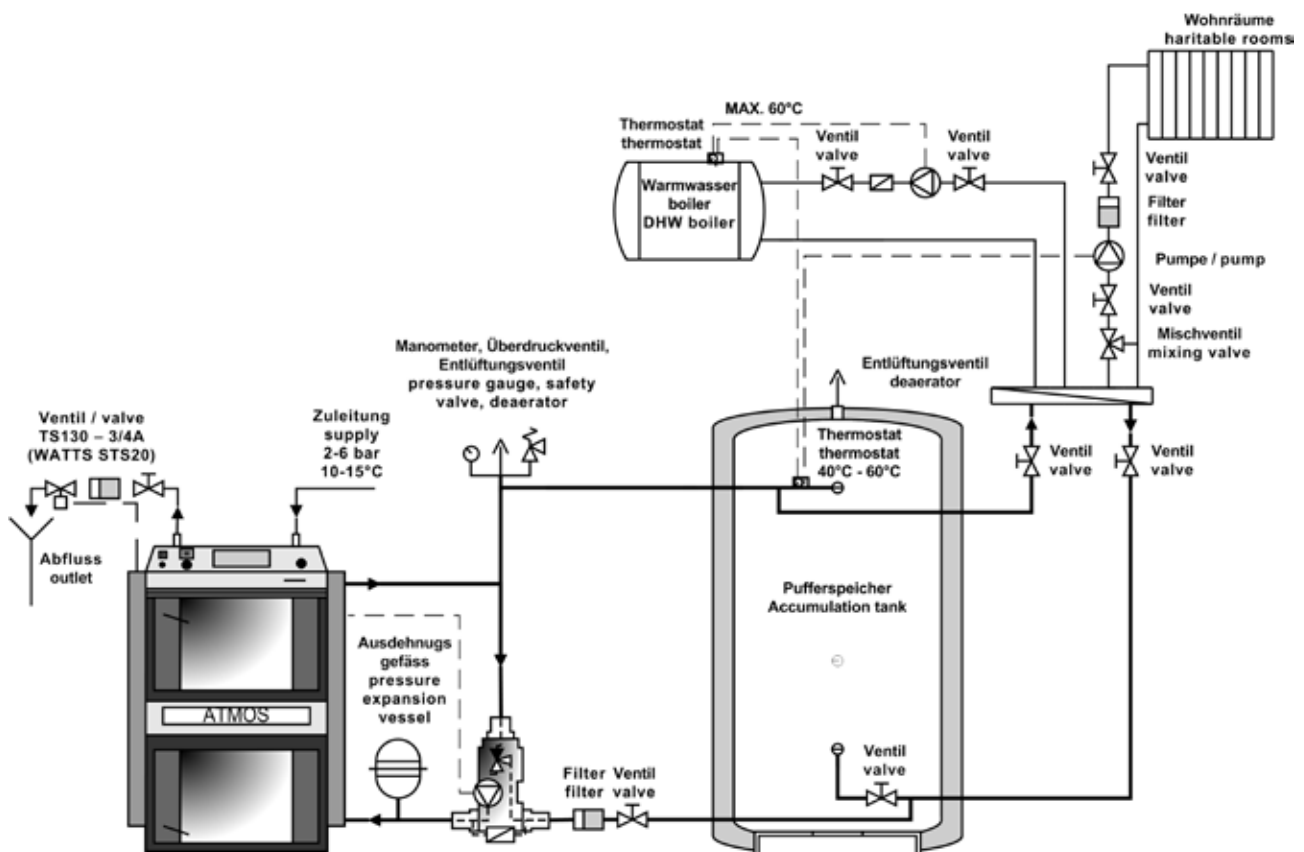 Wohnräume
haritable rooms
MAX. 60°C
Thermostat
thermostat
Ventil
valve
Ventil
valve
Warmwasser
boiler
DHW boiler
Ventil
valve
Filter
filter
Pumpe / pump
Ventil
valve
Mischventil
mixing valve
Manometer, Überdruckventil,
Entlüftungsventil
pressure gauge, safety
valve, deaerator
Entlüftungsventil
deaerator
Ventil / valve
TS130 – 3/4A
(WATTS STS20)
Zuleitung
supply
2-6 bar
10-15°C
Thermostat
thermostat
40°C - 60°C
Ventil
valve
Ventil
valve
Abfluss
outlet
Pufferspeicher
Accumulation tank
Ausdehnugs
gefäss
pressure
expansion
vessel
ATMOS
Filter Ventil
filter valve
Ventil
valve